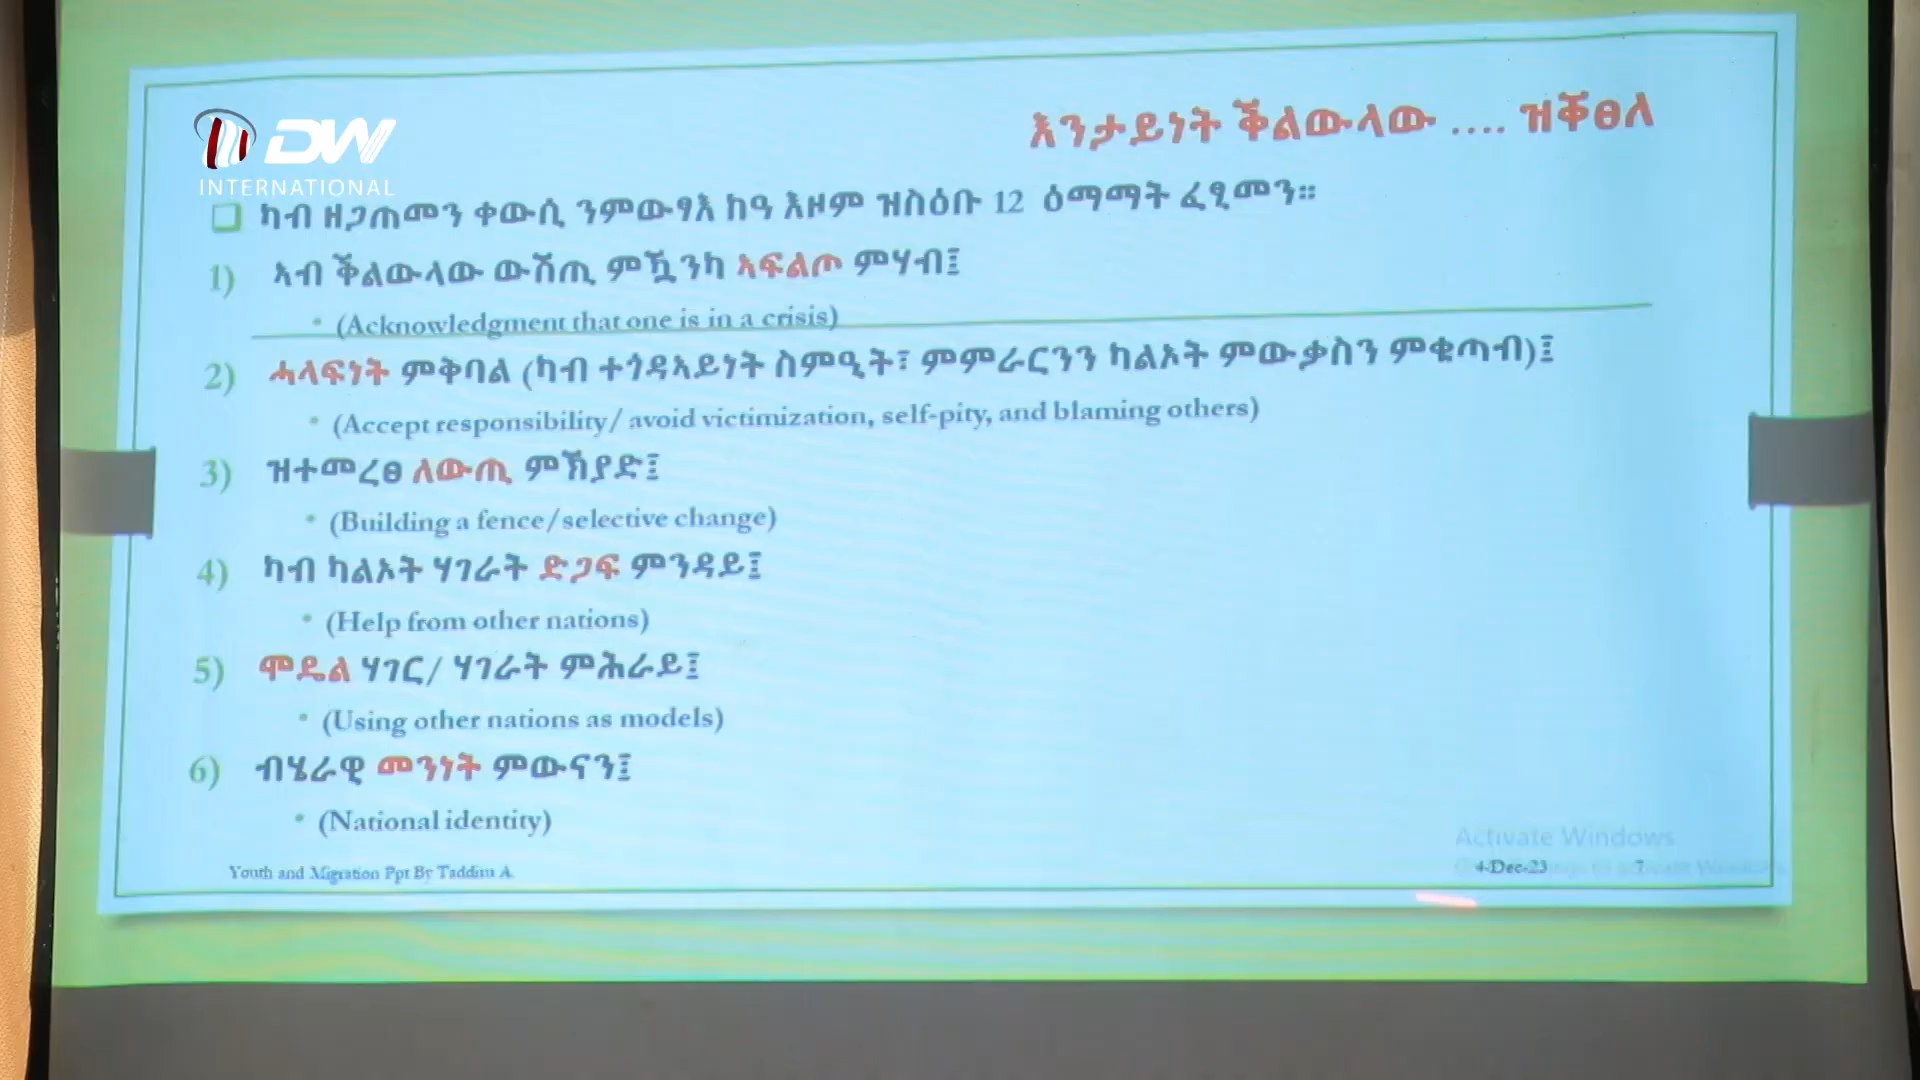 DW
INTERNATIONAL
እንታይነት ቅልውላው .... ዝቐፀለ
❑ ካብ ዘጋጠመን ቀውሲ ንምውፃእ ከዓ እዞም ዝስዕቡ 12 ዕማማት ፈፂመን።
1) ኣብ ቅልውላው ውሽጢ ምዃንካ ኣፍልጦ ምሃብ፤
• (Acknowledgment that one is in a crisis)
2) ሓላፍነት ምቅባል (ካብ ተጎዳኣይነት ስምዒት፣ ምምራርንን ካልኦት ምውቃስን ምቁጣብ)፤
• (Accept responsibility/ avoid victimization, self-pity, and blaming others)
3) ዝተመረፀ ለውጢ ምኽያድ፤
• (Building a fence/selective change)
4) ካብ ካልኦት ሃገራት ድጋፍ ምንዳይ፤
• (Help from other nations)
5) ሞዴል ሃገር/ ሃገራት ምሕራይ፤
• (Using other nations as models)
6) ብሄራዊ መንነት ምውናን፤
• (National identity)
Activate Windows
Youth and Migration Ppt By Taddisu A. 4-Dec-23 7